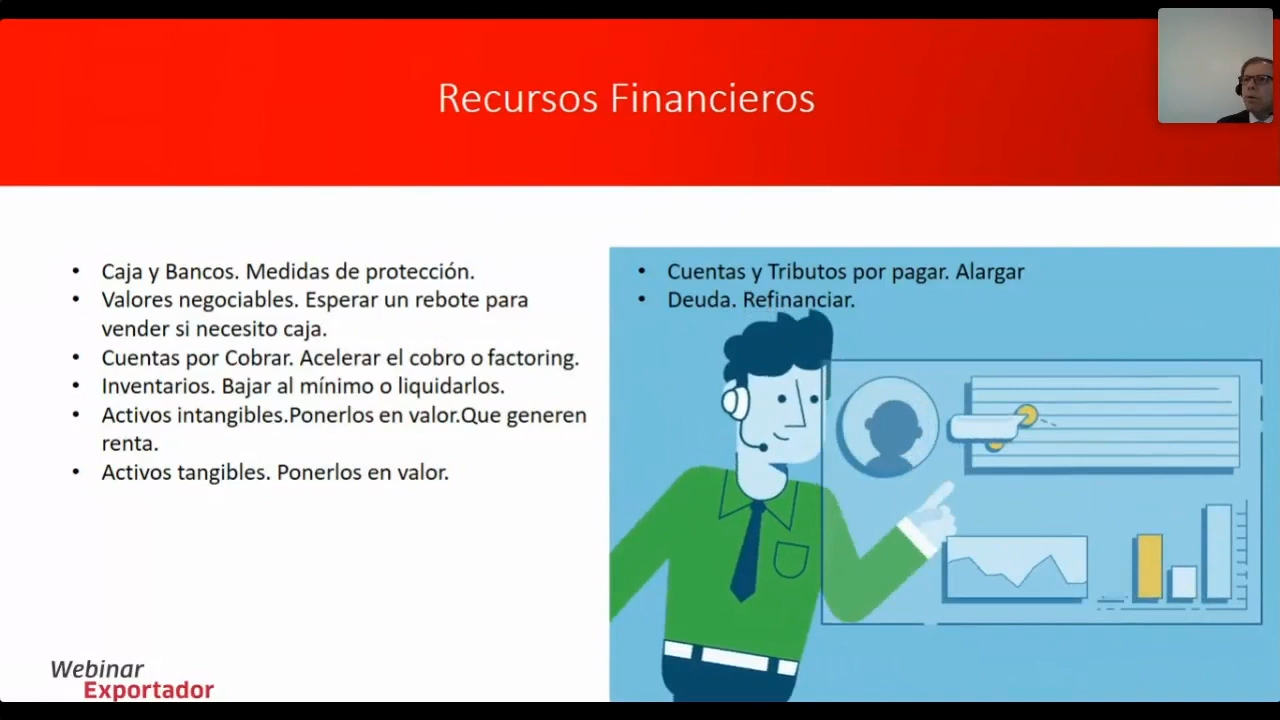 Recursos Financieros
• Caja y Bancos. Medidas de protección.
• Valores negociables. Esperar un rebote para
vender si necesito caja.
• Cuentas por Cobrar. Acelerar el cobro o factoring.
• Inventarios. Bajar al mínimo o liquidarlos.
• Activos intangibles.Ponerlos en valor.Que generen
renta.
• Activos tangibles. Ponerlos en valor.
• Cuentas y Tributos por pagar. Alargar
• Deuda. Refinanciar.
Webinar
Exportador